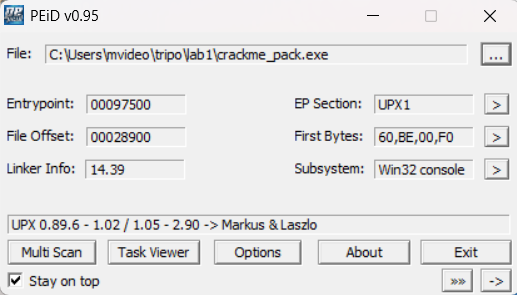 PEiD v0.95
File: C:\Users\mvideo\tripo\lab1\crackme_pack.exe ...
Entrypoint: 00097500 EP Section: UPX1 >
File Offset: 00028900 First Bytes: 60,BE,00,F0 >
Linker Info: 14.39 Subsystem: Win32 console >
UPX 0.89.6 - 1.02 / 1.05 - 2.90 -> Markus & Laszlo
Multi Scan Task Viewer Options About Exit
Stay on top »» ->